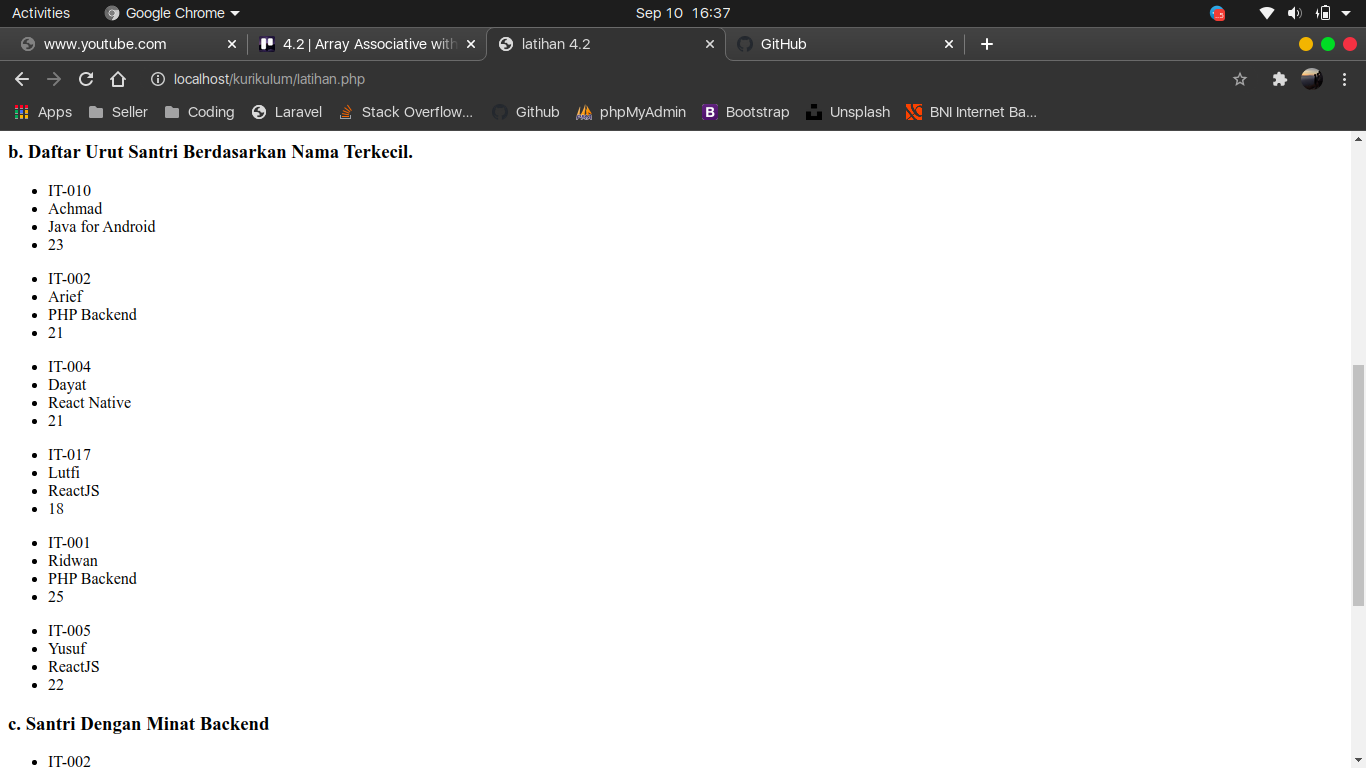 Activities Google Chrome Sep 10 16:37
www.youtube.com 4.2 | Array Associative with latihan 4.2 GitHub
localhost/kurikulum/latihan.php
Apps Seller Coding Laravel Stack Overflow... Github phpMyAdmin Bootstrap Unsplash BNI Internet Ba...
b. Daftar Urut Santri Berdasarkan Nama Terkecil.
IT-010
Achmad
Java for Android
23
IT-002
Arief
PHP Backend
21
IT-004
Dayat
React Native
21
IT-017
Lutfi
ReactJS
18
IT-001
Ridwan
PHP Backend
25
IT-005
Yusuf
ReactJS
22
c. Santri Dengan Minat Backend
IT-002